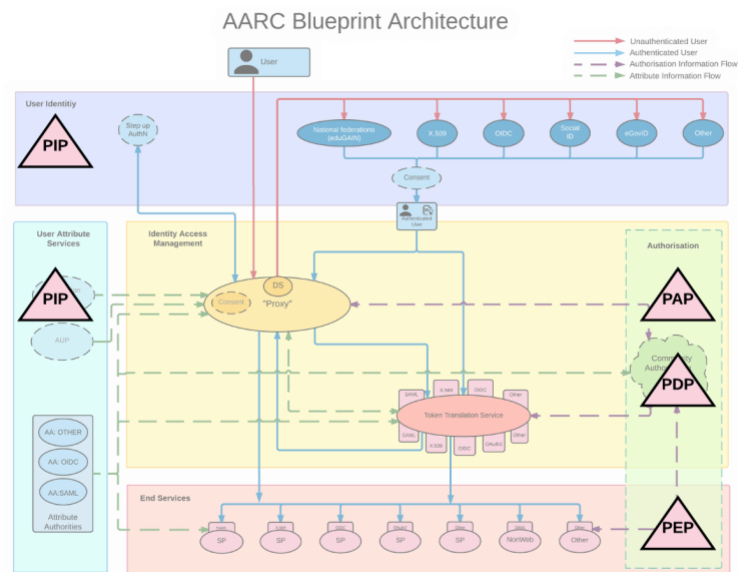 AARC Blueprint Architecture
Unauthenticated User
Authenticated User
Authorisation Information Flow
Attribute Information Flow
User
User Identitiy
PIP
Step up
AuthN
National federations
(eduGAIN)
X.509
OIDC
Social
ID
eGovID
Other
Consent
Authenticated
User
User Attribute
Services
Identity Access
Management
Authorisation
PIP
DS
Consent
"Proxy"
PAP
AUP
PDP
SAML
X.509
OIDC
Other
Token Translation Service
SAML
X.509
OIDC
OAuth2
Other
AA: OTHER
AA: OIDC
AA:SAML
Attribute
Authorities
End Services
PEP
SP
SP
SP
SP
SP
NonWeb
Other